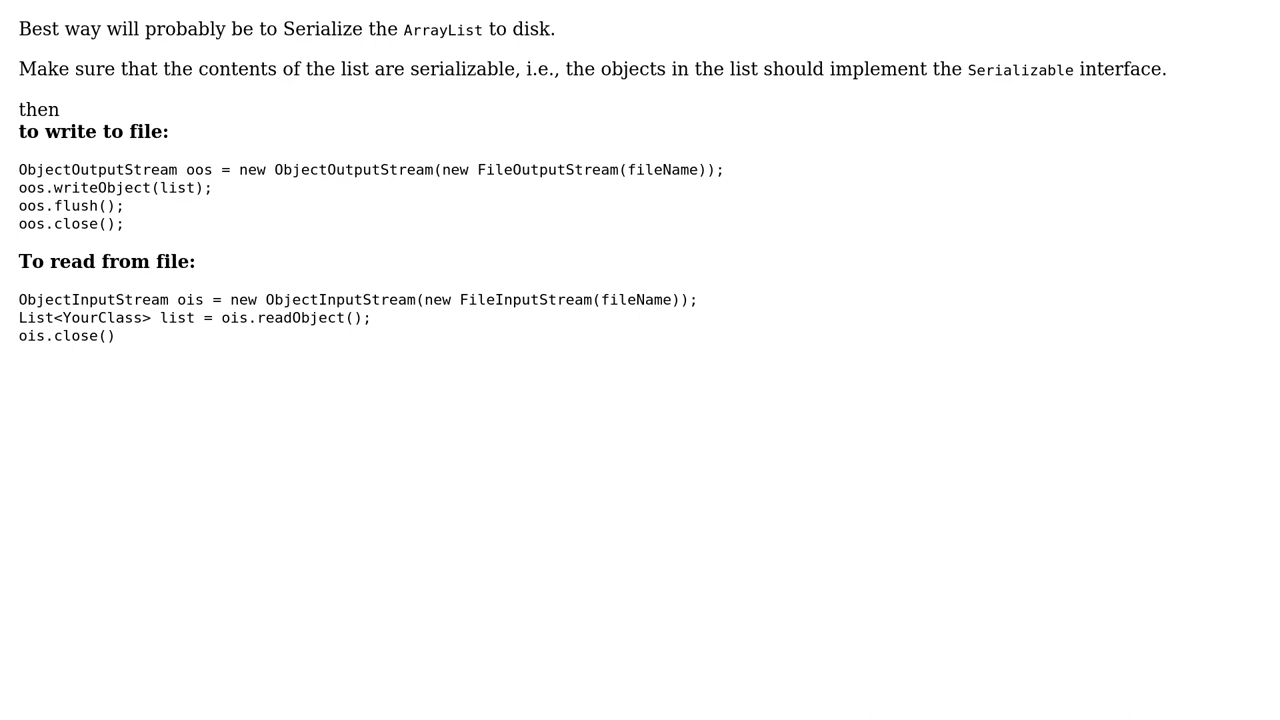 Best way will probably be to Serialize the ArrayList to disk.
Make sure that the contents of the list are serializable, i.e., the objects in the list should implement the Serializable interface.
then
to write to file:
ObjectOutputStream oos = new ObjectOutputStream(new FileOutputStream(fileName));
oos.writeObject(list);
oos.flush();
oos.close();
To read from file:
ObjectInputStream ois = new ObjectInputStream(new FileInputStream(fileName));
List<YourClass> list = ois.readObject();
ois.close()